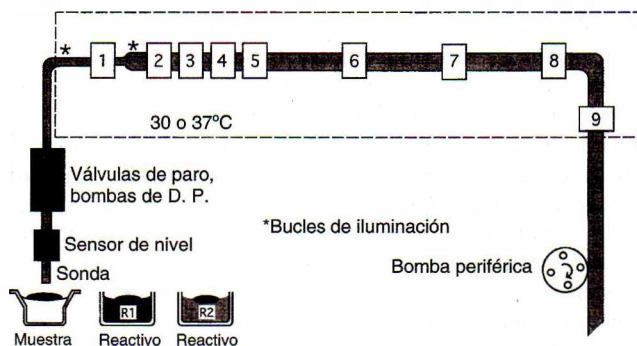 * 1 * 2 3 4 5 6 7 8
9
30 o 37ºC
Válvulas de paro,
bombas de D. P.
*Bucles de iluminación
Sensor de nivel
Sonda
Bomba periférica
R1 R2
Muestra Reactivo Reactivo